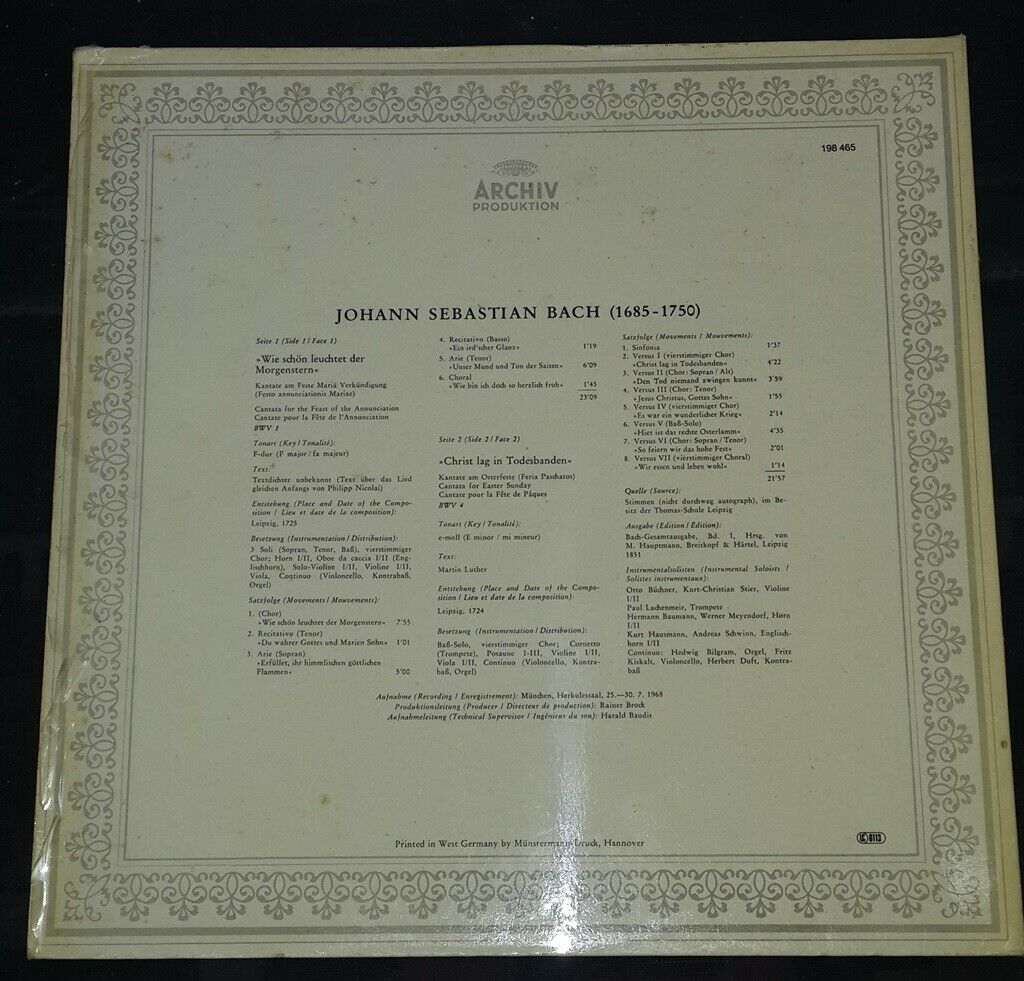 198 465
ARCHIV
PRODUKTION
JOHANN SEBASTIAN BACH (1685-1750)
Seite 1 (Side 1 / Face 1)
»Wie schön leuchtet der
Morgenstern«
Kantate am Feste Mariä Verkündigung
(Festo annunciationis Mariae)
Cantata for the Feast of the Annunciation
Cantate pour la Fête de l'Annonciation
BWV 1
Tonart (Key / Tonalité):
F-dur (F major / fa majeur)
Text:
Textdichter unbekannt (Text über das Lied
gleichen Anfangs von Philipp Nicolai)
Entstehung (Place and Date of the Compo-
sition / Lieu et date de la composition):
Leipzig, 1725
Besetzung (Instrumentation / Distribution):
3 Soli (Sopran, Tenor, Baß), vierstimmiger
Chor; Horn I/II, Oboe da caccia I/II (Eng-
lischhorn), Solo-Violine I/II, Violine I/II,
Viola, Continuo (Violoncello, Kontrabaß,
Orgel)
Satzfolge (Movements / Mouvements):
1. (Chor)
»Wie schön leuchtet der Morgenstern« 7'55
2. Recitativo (Tenor)
»Du wahrer Gottes und Marien Sohn« 1'01
3. Arie (Sopran)
»Erfüllet, ihr himmlischen göttlichen
Flammen« 5'00
4. Recitativo (Basso)
»Ein ird'scher Glanz« 1'19
5. Arie (Tenor)
»Unser Mund und Ton der Saiten« 6'09
6. Choral
»Wie bin ich doch so herzlich froh« 1'45
23'09
Seite 2 (Side 2 / Face 2)
»Christ lag in Todesbanden«
Kantate am Osterfeste (Feria Paschatos)
Cantata for Easter Sunday
Cantate pour la Fête de Pâques
BWV 4
Tonart (Key / Tonalité):
e-moll (E minor / mi mineur)
Text:
Martin Luther
Entstehung (Place and Date of the Compo-
sition / Lieu et date de la composition):
Leipzig, 1724
Besetzung (Instrumentation / Distribution):
Baß-Solo, vierstimmiger Chor; Cornetto
(Trompete), Posaune I-III, Violine I/II,
Viola I/II, Continuo (Violoncello, Kontra-
baß, Orgel)
Satzfolge (Movements / Mouvements):
1. Sinfonia 1'37
2. Versus I (vierstimmiger Chor)
»Christ lag in Todesbanden« 4'22
3. Versus II (Chor: Sopran / Alt)
»Den Tod niemand zwingen kunnt« 3'59
4. Versus III (Chor: Tenor)
»Jesus Christus, Gottes Sohn« 1'55
5. Versus IV (vierstimmiger Chor)
»Es war ein wunderlicher Krieg« 2'14
6. Versus V (Baß-Solo)
»Hier ist das rechte Osterlamm« 4'35
7. Versus VI (Chor: Sopran / Tenor)
»So feiern wir das hohe Fest« 2'01
8. Versus VII (vierstimmiger Choral)
»Wir essen und leben wohl« 1'14
21'57
Quelle (Source):
Stimmen (nicht durchweg autograph), im Be-
sitz der Thomas-Schule Leipzig
Ausgabe (Edition / Edition):
Bach-Gesamtausgabe, Bd. I, Hrsg. von
M. Hauptmann, Breitkopf & Härtel, Leipzig
1851
Instrumentalsolisten (Instrumental Soloists /
Solistes instrumentaux):
Otto Büchner, Kurt-Christian Stier, Violine
I/II
Paul Lachenmeir, Trompete
Hermann Baumann, Werner Meyendorf, Horn
I/II
Kurt Hausmann, Andreas Schwinn, Englisch-
horn I/II
Continuo: Hedwig Bilgram, Orgel, Fritz
Kiskalt, Violoncello, Herbert Duft, Kontra-
baß
Aufnahme (Recording / Enregistrement): München, Herkulessaal, 25.—30. 7. 1968
Produktionsleitung (Producer / Directeur de production): Rainer Brock
Aufnahmeleitung (Technical Supervisor / Ingénieur du son): Harald Baudis
Printed in West Germany by Münstermann-Druck, Hannover
LC 0113